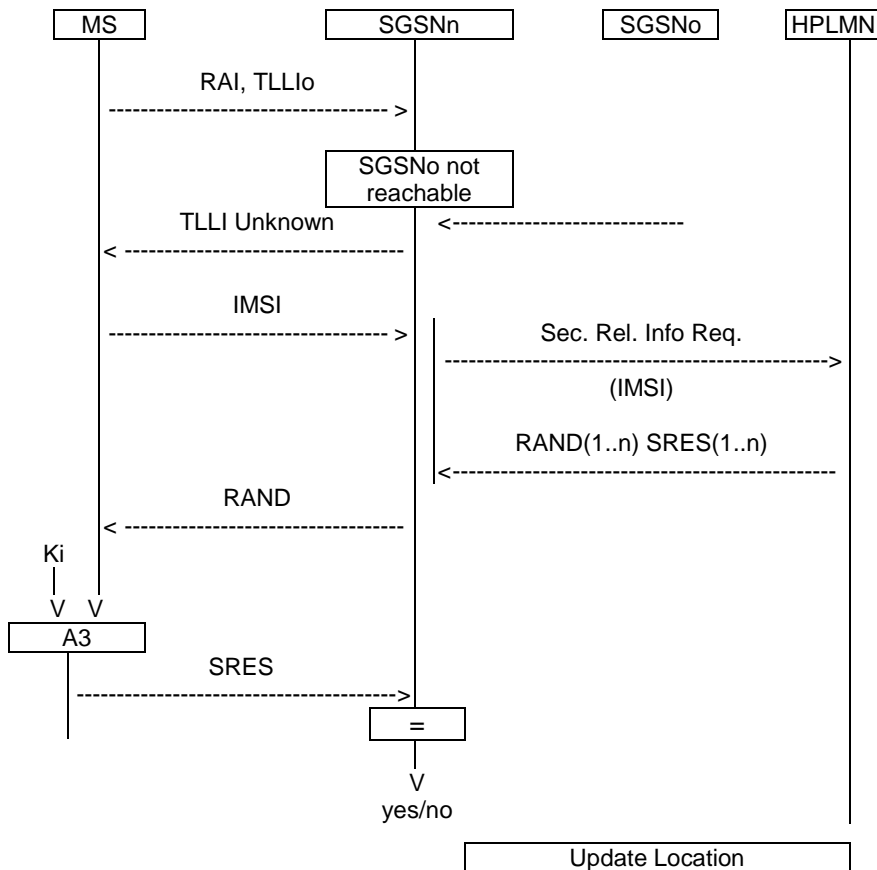 MS SGSNn SGSNo HPLMN
RAI, TLLIo
SGSNo not
reachable
TLLI Unknown
IMSI
Sec. Rel. Info Req.
(IMSI)
RAND(1..n) SRES(1..n)
RAND
Ki
V V
A3
SRES
=
V
yes/no
Update Location